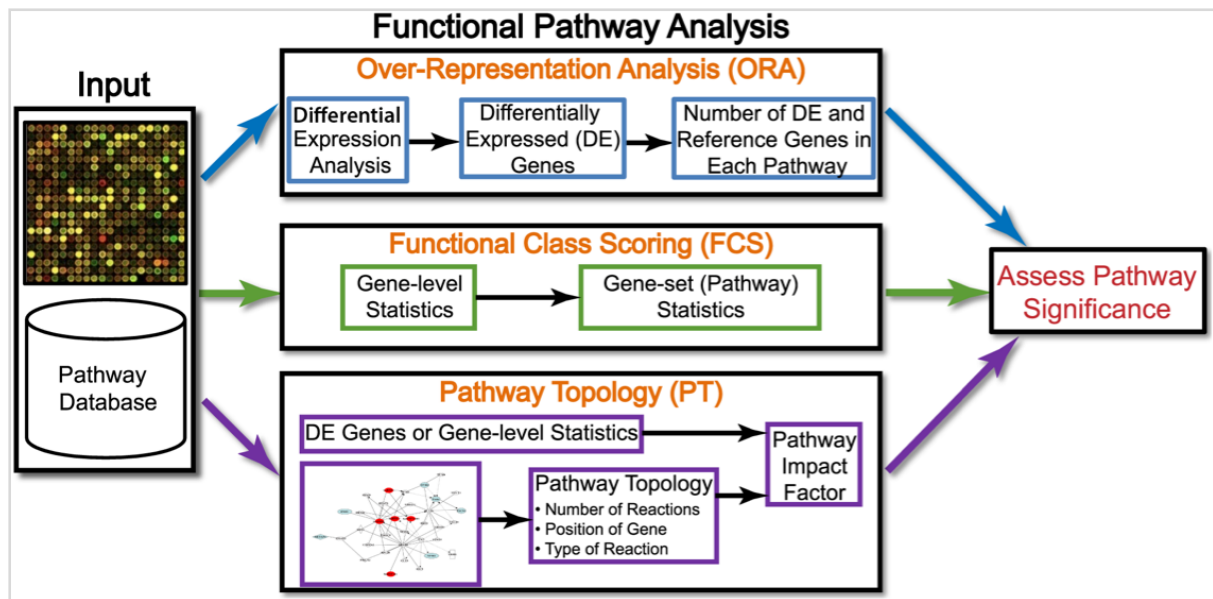 Functional Pathway Analysis
Input
Pathway
Database
Over-Representation Analysis (ORA)
Differential
Expression
Analysis
Differentially
Expressed (DE)
Genes
Number of DE and
Reference Genes in
Each Pathway
Functional Class Scoring (FCS)
Gene-level
Statistics
Gene-set (Pathway)
Statistics
Pathway Topology (PT)
DE Genes or Gene-level Statistics
Pathway Topology
• Number of Reactions
• Position of Gene
• Type of Reaction
Pathway
Impact
Factor
Assess Pathway
Significance